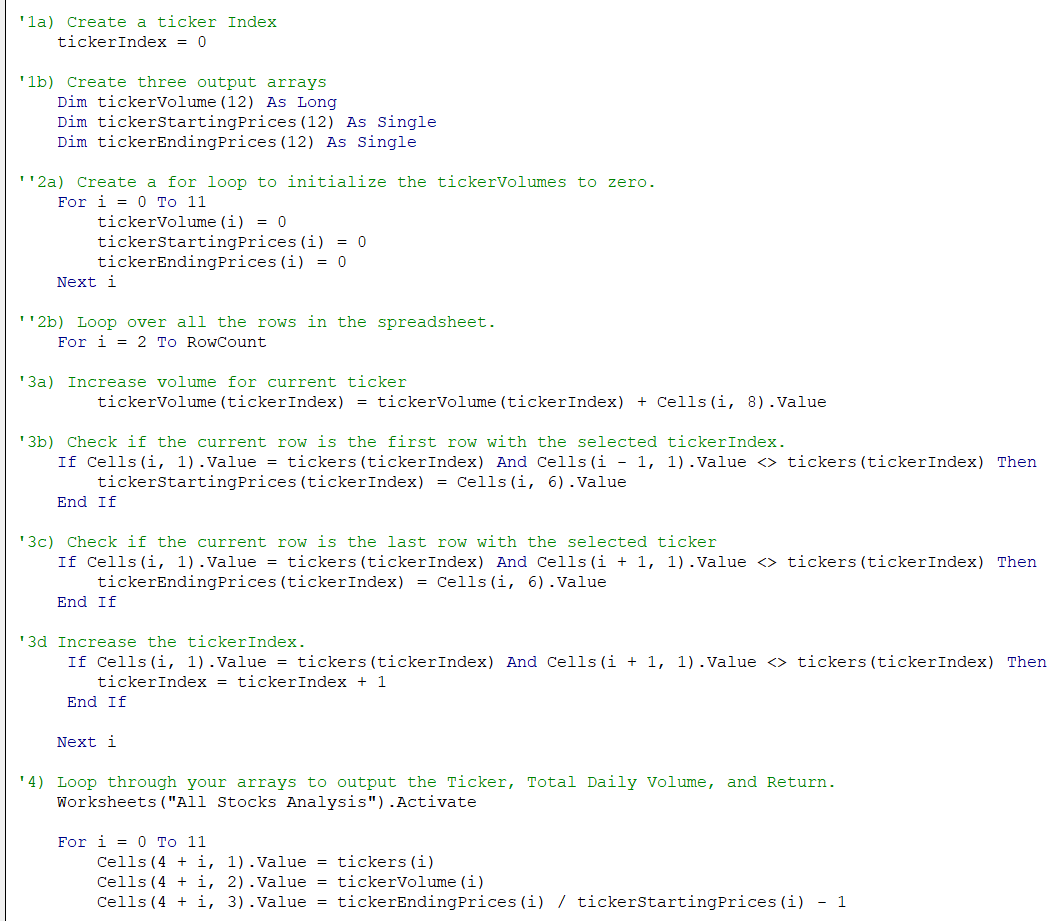 '1a) Create a ticker Index
    tickerIndex = 0

'1b) Create three output arrays
    Dim tickerVolume(12) As Long
    Dim tickerStartingPrices(12) As Single
    Dim tickerEndingPrices(12) As Single

''2a) Create a for loop to initialize the tickerVolumes to zero.
    For i = 0 To 11
        tickerVolume(i) = 0
        tickerStartingPrices(i) = 0
        tickerEndingPrices(i) = 0
    Next i

''2b) Loop over all the rows in the spreadsheet.
    For i = 2 To RowCount

'3a) Increase volume for current ticker
        tickerVolume(tickerIndex) = tickerVolume(tickerIndex) + Cells(i, 8).Value

'3b) Check if the current row is the first row with the selected tickerIndex.
    If Cells(i, 1).Value = tickers(tickerIndex) And Cells(i - 1, 1).Value <> tickers(tickerIndex) Then
        tickerStartingPrices(tickerIndex) = Cells(i, 6).Value
    End If

'3c) Check if the current row is the last row with the selected ticker
    If Cells(i, 1).Value = tickers(tickerIndex) And Cells(i + 1, 1).Value <> tickers(tickerIndex) Then
        tickerEndingPrices(tickerIndex) = Cells(i, 6).Value
    End If

'3d Increase the tickerIndex.
     If Cells(i, 1).Value = tickers(tickerIndex) And Cells(i + 1, 1).Value <> tickers(tickerIndex) Then
        tickerIndex = tickerIndex + 1
     End If

    Next i

'4) Loop through your arrays to output the Ticker, Total Daily Volume, and Return.
    Worksheets("All Stocks Analysis").Activate

    For i = 0 To 11
        Cells(4 + i, 1).Value = tickers(i)
        Cells(4 + i, 2).Value = tickerVolume(i)
        Cells(4 + i, 3).Value = tickerEndingPrices(i) / tickerStartingPrices(i) - 1